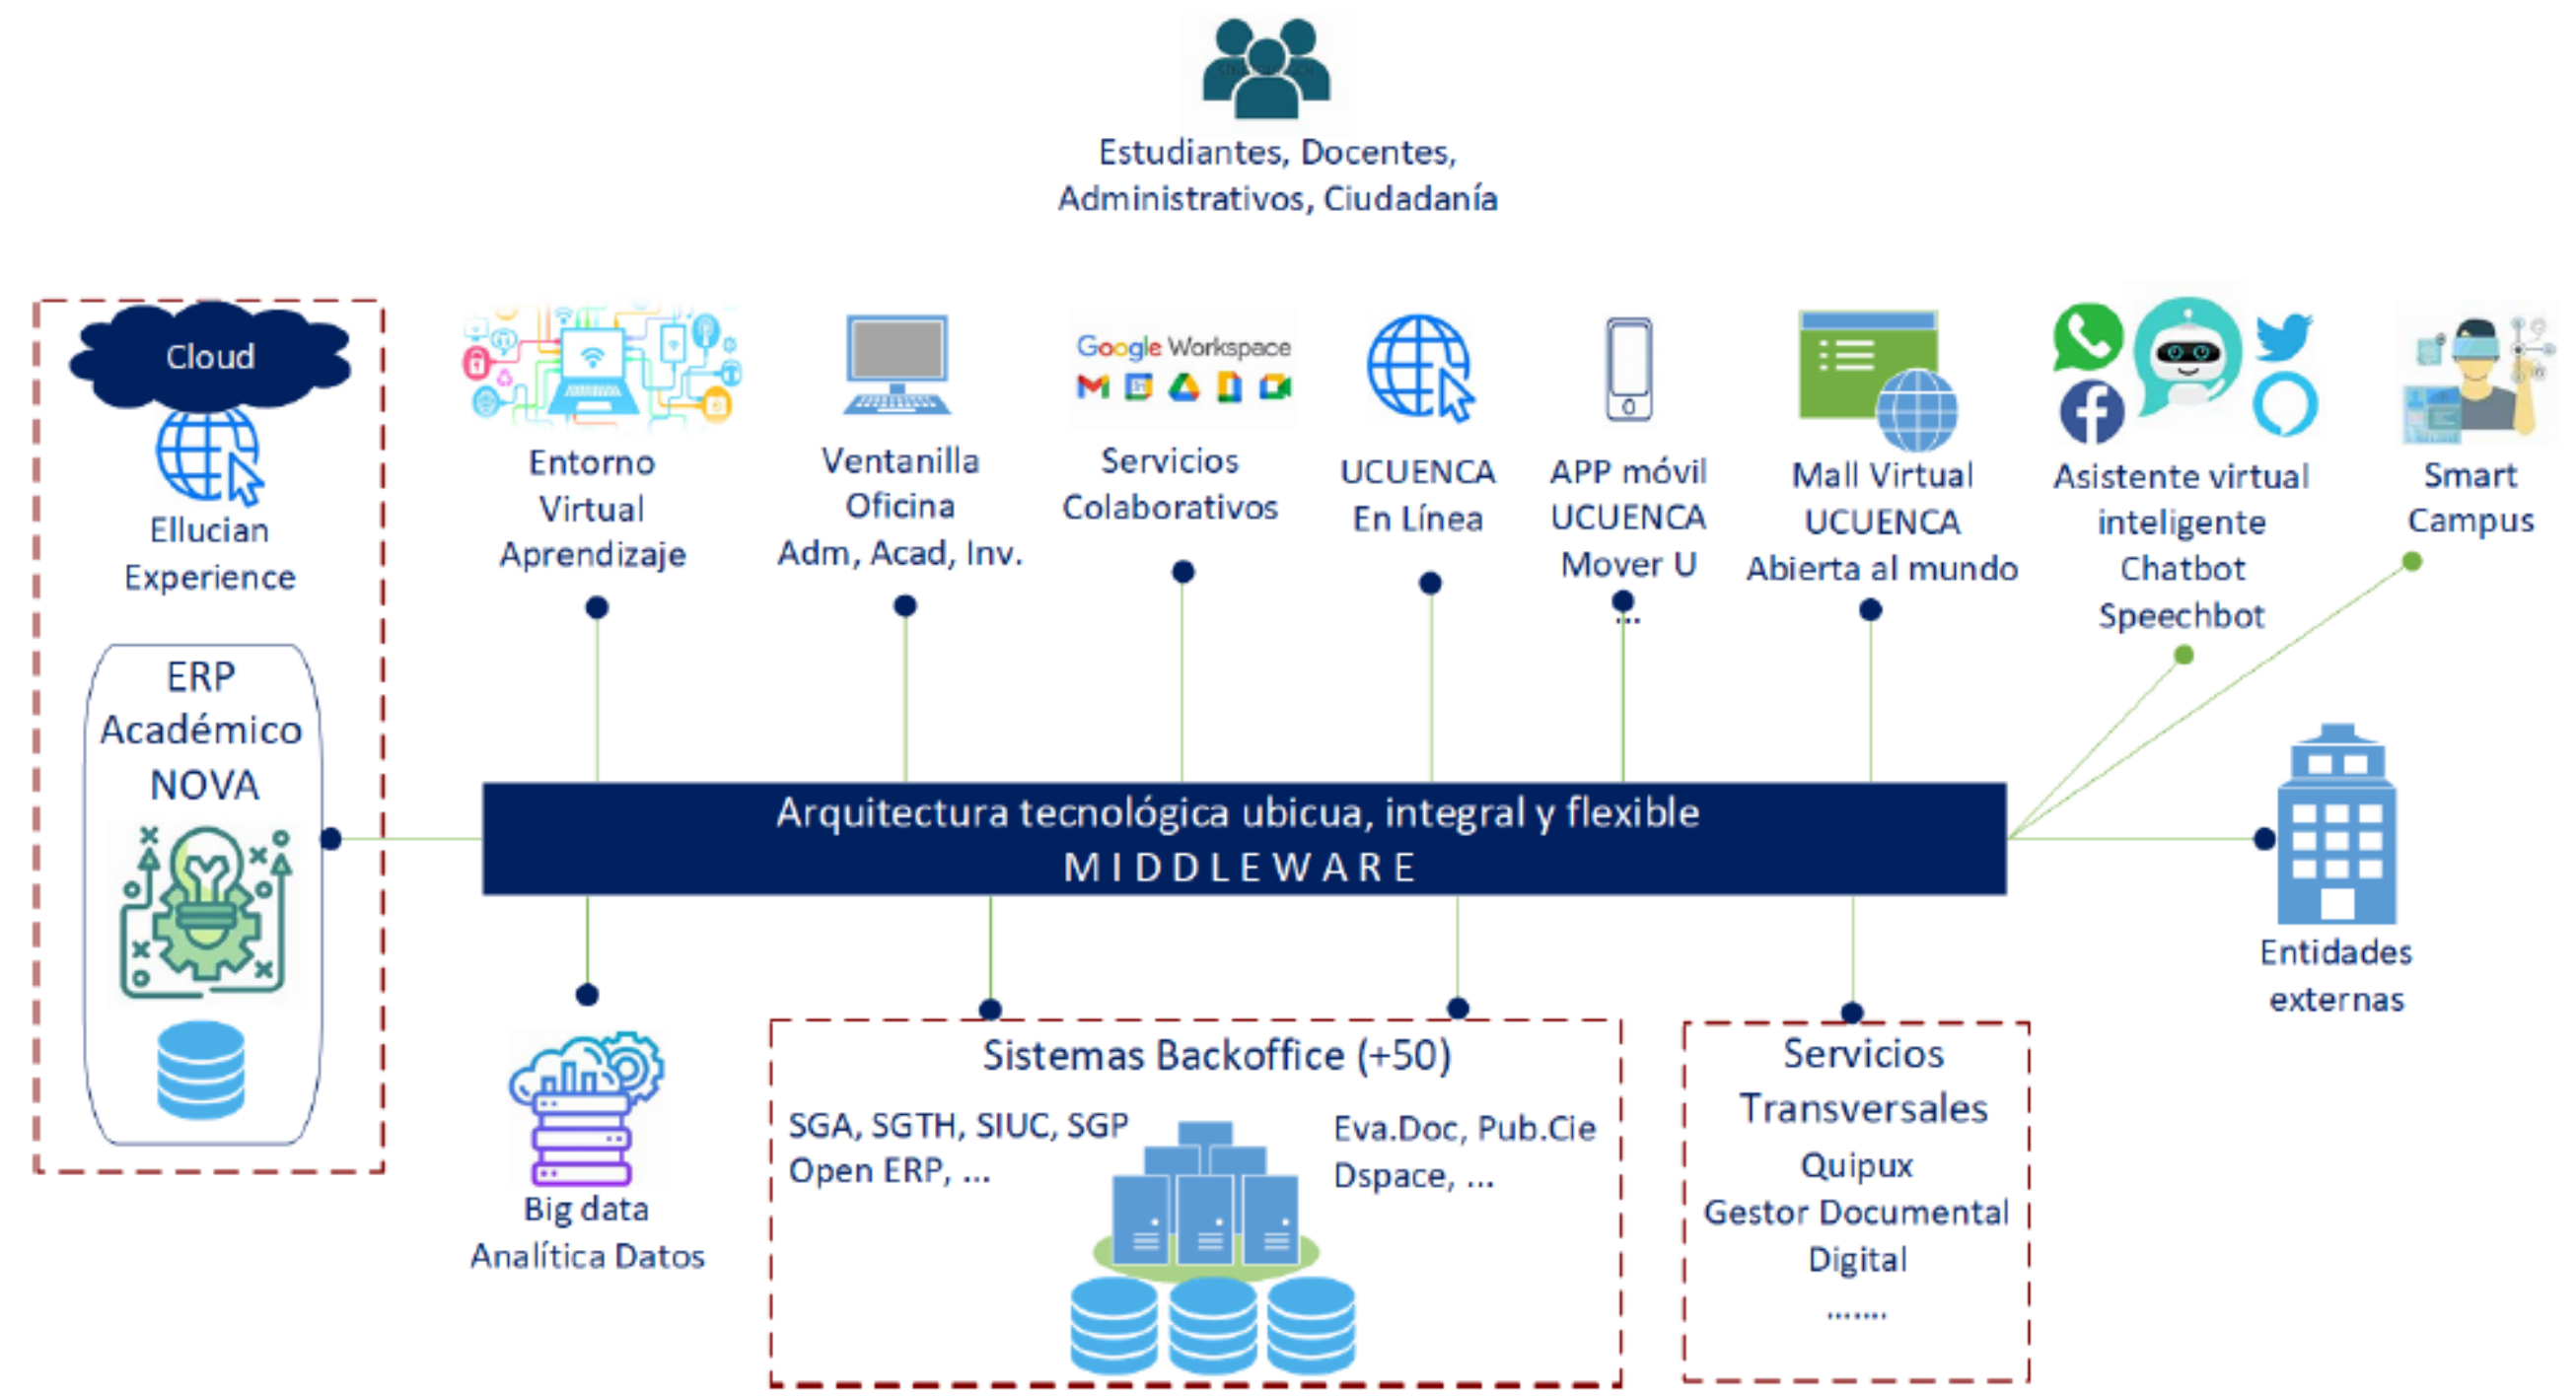 Estudiantes, Docentes,
Administrativos, Ciudadanía
Cloud
Ellucian
Experience
ERP
Académico
NOVA
Entorno
Virtual
Aprendizaje
Ventanilla
Oficina
Adm, Acad, Inv.
Google Workspace
Servicios
Colaborativos
UCUENCA
En Línea
APP móvil
UCUENCA
Mover U
...
Mall Virtual
UCUENCA
Abierta al mundo
Asistente virtual
inteligente
Chatbot
Speechbot
Smart
Campus
Arquitectura tecnológica ubicua, integral y flexible
MIDDLEWARE
Entidades
externas
Big data
Analítica Datos
Sistemas Backoffice (+50)
SGA, SGTH, SIUC, SGP
Open ERP, ...
Eva.Doc, Pub.Cie
Dspace, ...
Servicios
Transversales
Quipux
Gestor Documental
Digital
.......